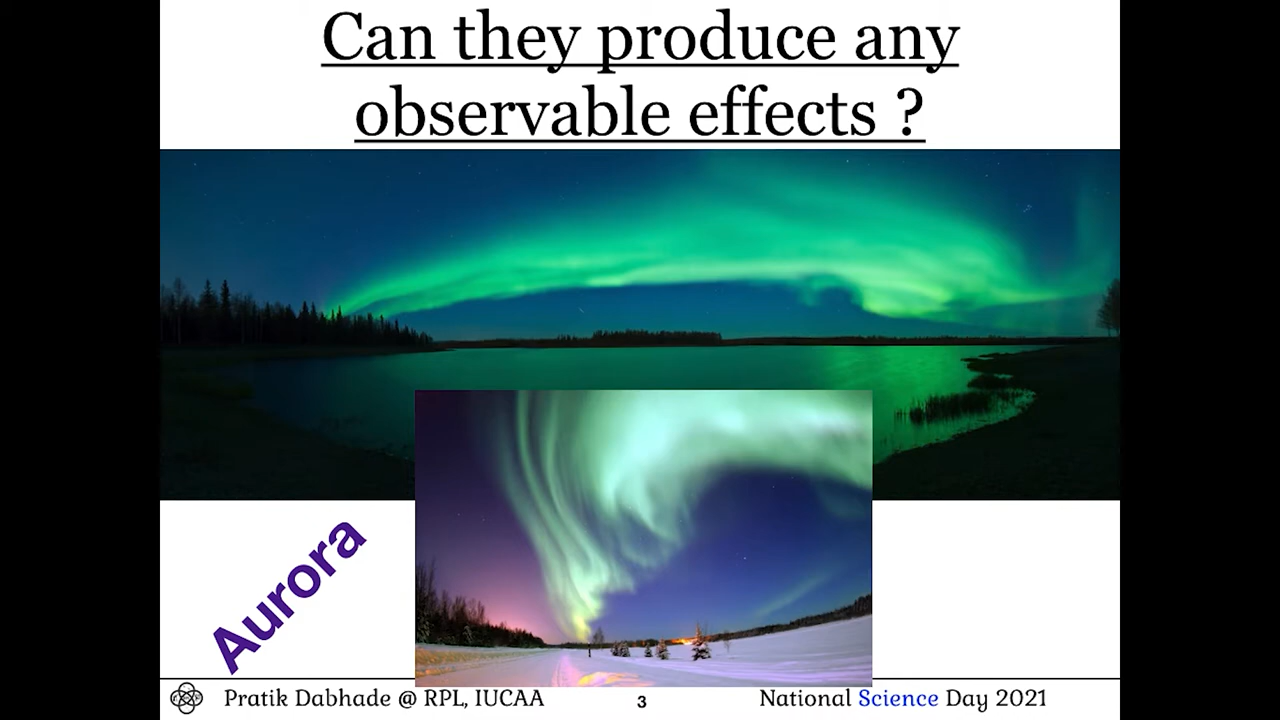 Can they produce any
observable effects ?
Aurora
Pratik Dabhade @ RPL, IUCAA
3
National Science Day 2021